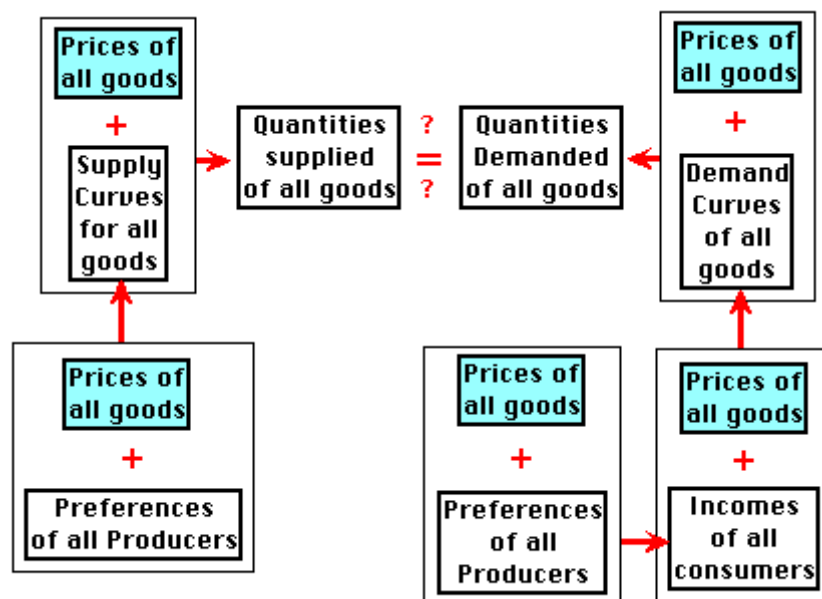 Prices of
all goods
+
Supply
Curves
for all
goods
Quantities
supplied
of all goods
?
=
?
Quantities
Demanded
of all goods
Prices of
all goods
+
Demand
Curves
of all
goods
Prices of
all goods
+
Preferences
of all Producers
Prices of
all goods
+
Preferences
of all
Producers
Prices of
all goods
+
Incomes
of all
consumers